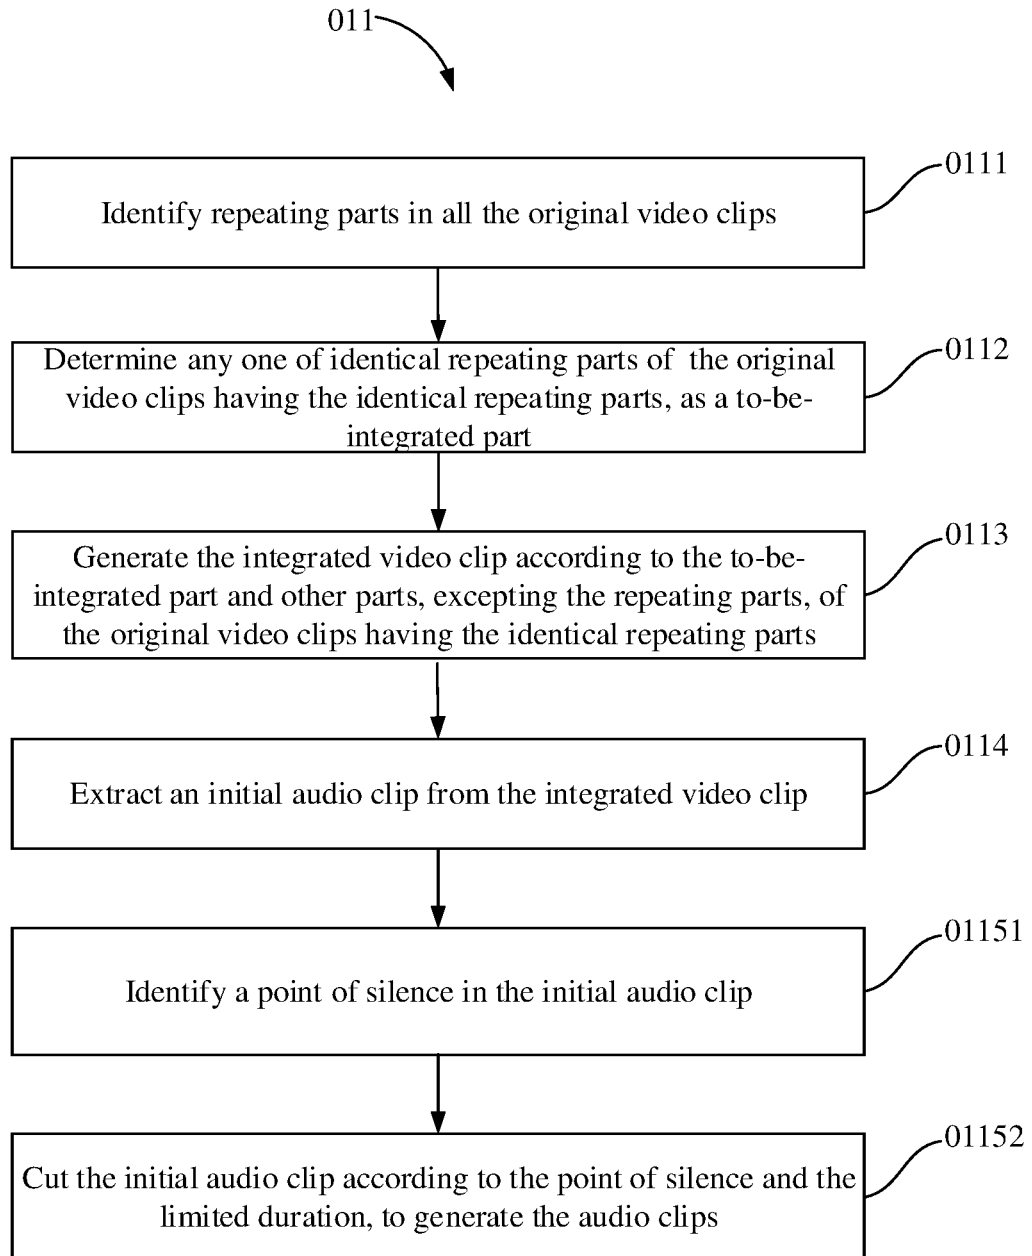 011
0111
Identify repeating parts in all the original video clips
0112
Determine any one of identical repeating parts of the original
video clips having the identical repeating parts, as a to-be-
integrated part
0113
Generate the integrated video clip according to the to-be-
integrated part and other parts, excepting the repeating parts, of
the original video clips having the identical repeating parts
0114
Extract an initial audio clip from the integrated video clip
01151
Identify a point of silence in the initial audio clip
01152
Cut the initial audio clip according to the point of silence and the
limited duration, to generate the audio clips